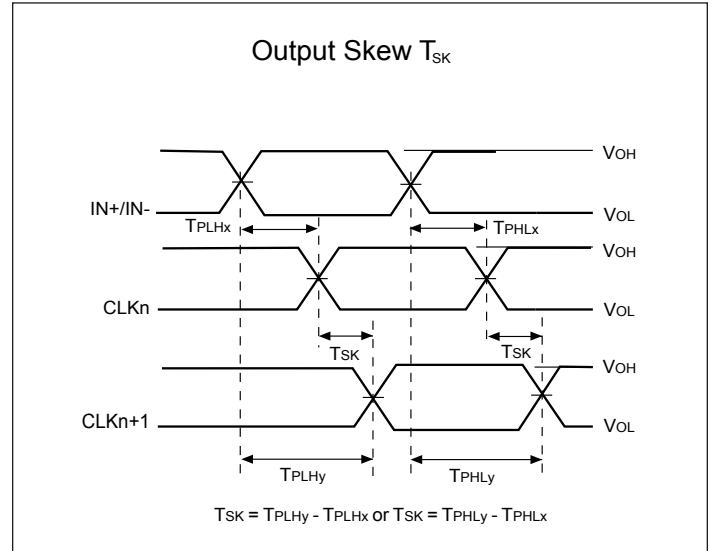 Output Skew TSK
VOH
IN+/IN-
VOL
TPLHx
TPHLx
VOH
CLKn
VOL
TSK
TSK
VOH
CLKn+1
VOL
TPLHy
TPHLy
TSK = TPLHy - TPLHx or TSK = TPHLy - TPHLx